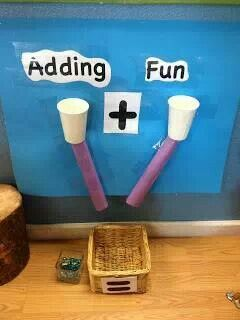 Adding Fun
+
=